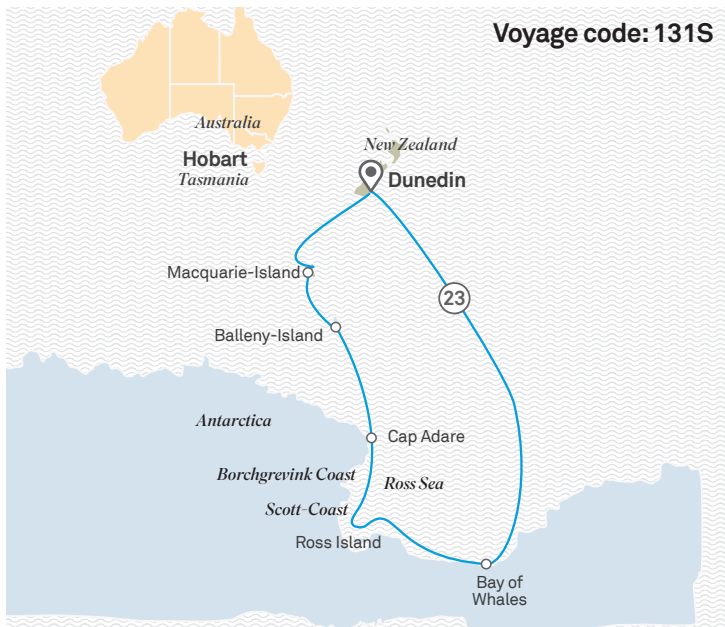 Voyage code: 131S
Australia
New Zealand
Hobart
Tasmania
Dunedin
Macquarie-Island
23
Balleny-Island
Antarctica
Cap Adare
Borchgrevink Coast
Ross Sea
Scott-Coast
Ross Island
Bay of
Whales